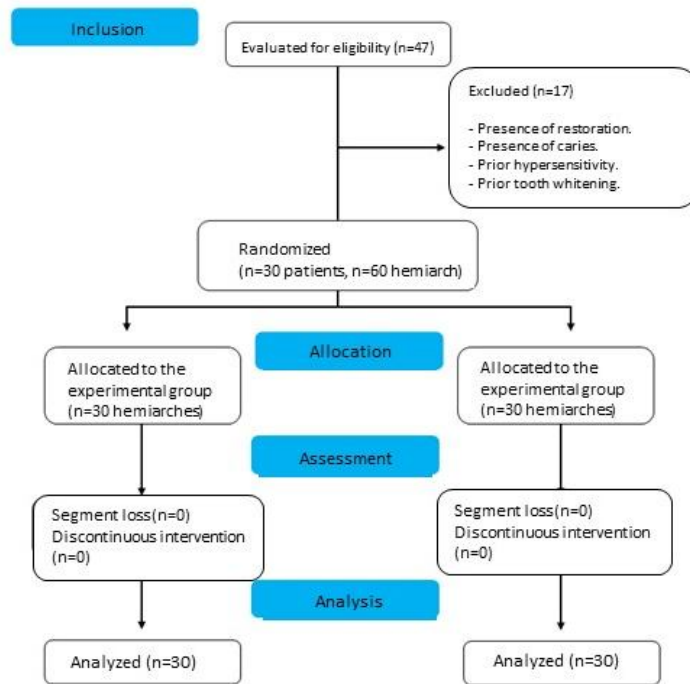 Inclusion
Evaluated for eligibility (n=47)
Excluded (n=17)
- Presence of restoration.
- Presence of caries.
- Prior hypersensitivity.
- Prior tooth whitening.
Randomized
(n=30 patients, n=60 hemiarch)
Allocation
Allocated to the
experimental group
(n=30 hemiarches)
Allocated to the
experimental group
(n=30 hemiarches)
Assessment
Segment loss(n=0)
Discontinuous intervention
(n=0)
Segment loss(n=0)
Discontinuous intervention
(n=0)
Analysis
Analyzed (n=30)
Analyzed (n=30)